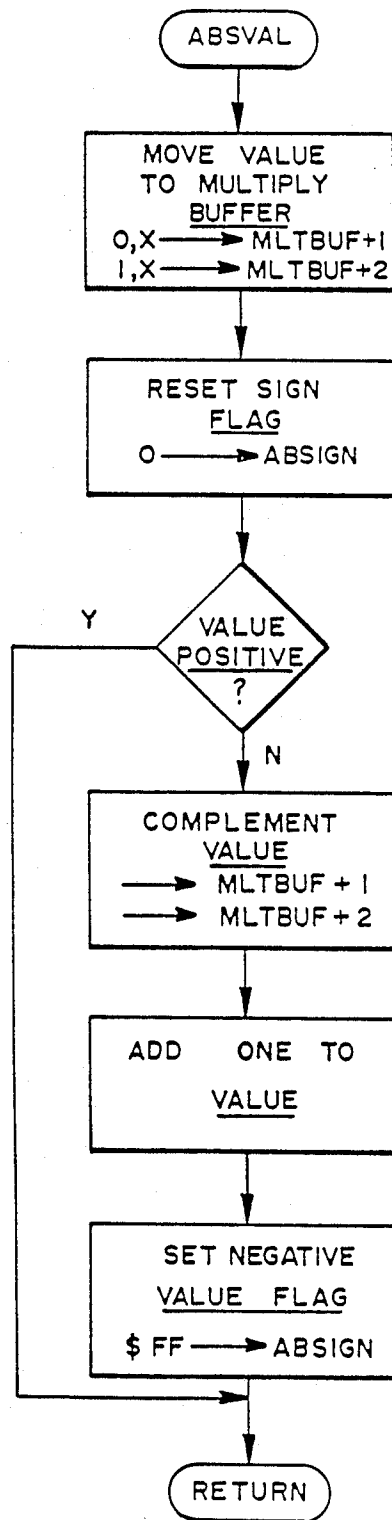 ABSVAL
MOVE VALUE
TO MULTIPLY
BUFFER
0,X → MLTBUF+1
1,X → MLTBUF+2
RESET SIGN
FLAG
0 → ABSIGN
VALUE
POSITIVE
?
Y
N
COMPLEMENT
VALUE
→ MLTBUF + 1
→ MLTBUF + 2
ADD ONE TO
VALUE
SET NEGATIVE
VALUE FLAG
$ FF → ABSIGN
RETURN